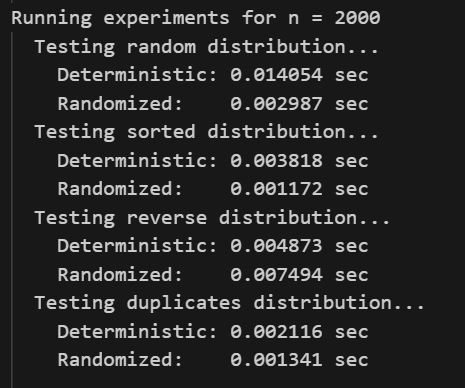 Running experiments for n = 2000
  Testing random distribution...
    Deterministic: 0.014054 sec
    Randomized:    0.002987 sec
  Testing sorted distribution...
    Deterministic: 0.003818 sec
    Randomized:    0.001172 sec
  Testing reverse distribution...
    Deterministic: 0.004873 sec
    Randomized:    0.007494 sec
  Testing duplicates distribution...
    Deterministic: 0.002116 sec
    Randomized:    0.001341 sec